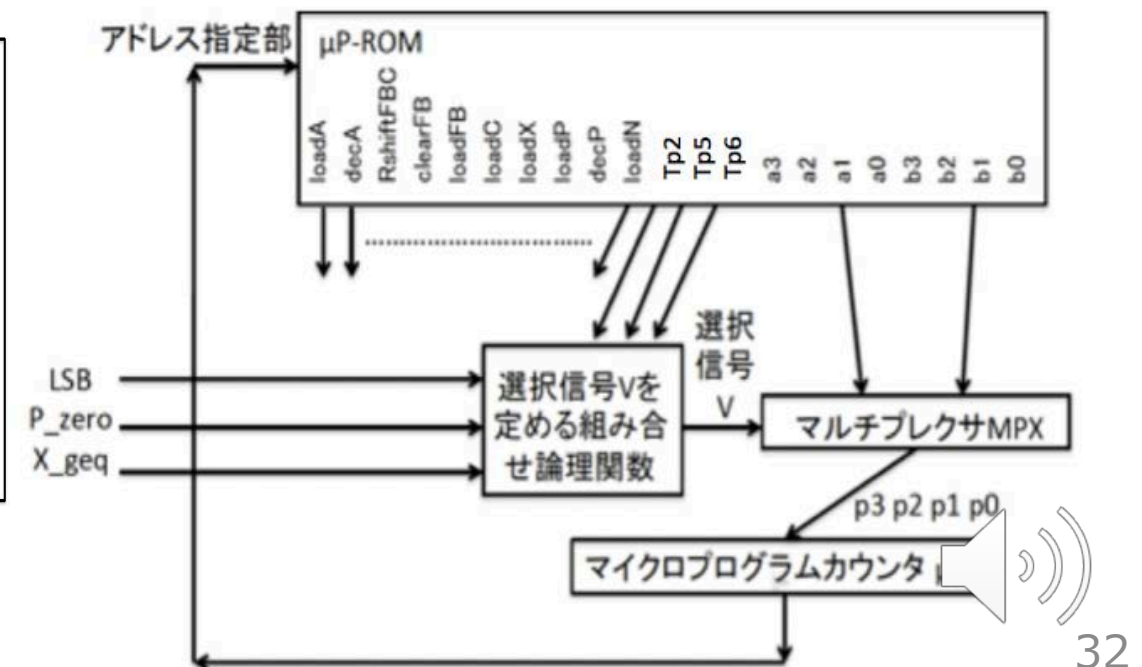 アドレス指定部
μP-ROM
loadA
decA
RshiftFBC
clearFB
loadFB
loadC
loadX
loadP
decP
loadN
Tp2
Tp5
Tp6
a3
a2
a1
a0
b3
b2
b1
b0
LSB
P_zero
X_geq
選択信号Vを
定める組み合
せ論理関数
選択
信号
V
マルチプレクサMPX
p3 p2 p1 p0
マイクロプログラムカウンタ
32